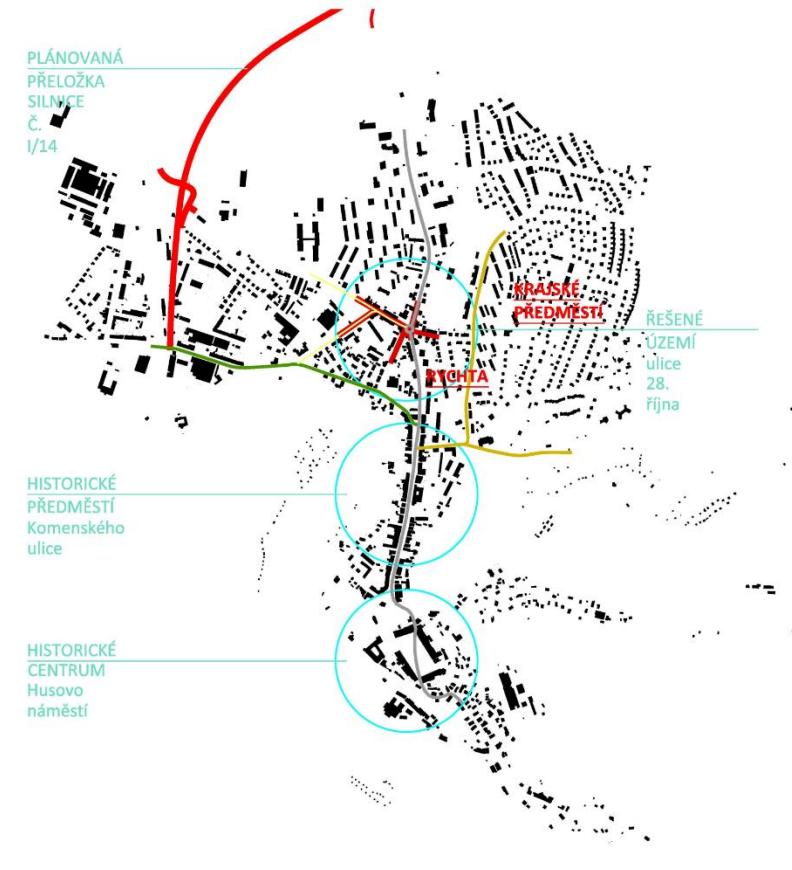 PLÁNOVANÁ
PŘELOŽKA
SILNICE
Č.
I/14
KRAJSKÉ
PŘEDMĚSTÍ
ŘEŠENÉ
ÚZEMÍ
ulice
28.
října
RYCHTA
HISTORICKÉ
PŘEDMĚSTÍ
Komenského
ulice
HISTORICKÉ
CENTRUM
Husovo
náměstí